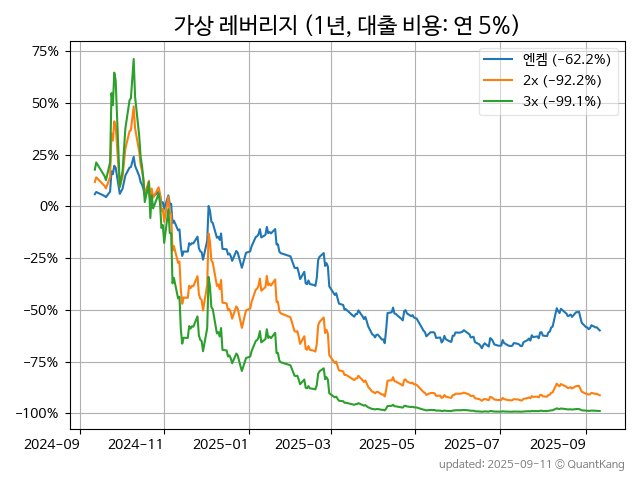 가상 레버리지 (1년, 대출 비용: 연 5%)
엔켐 (−62.2%)
2x (−92.2%)
3x (−99.1%)
75%
50%
25%
0%
−25%
−50%
−75%
−100%
2024-09 2024-11 2025-01 2025-03 2025-05 2025-07 2025-09
updated: 2025-09-11 © QuantKang